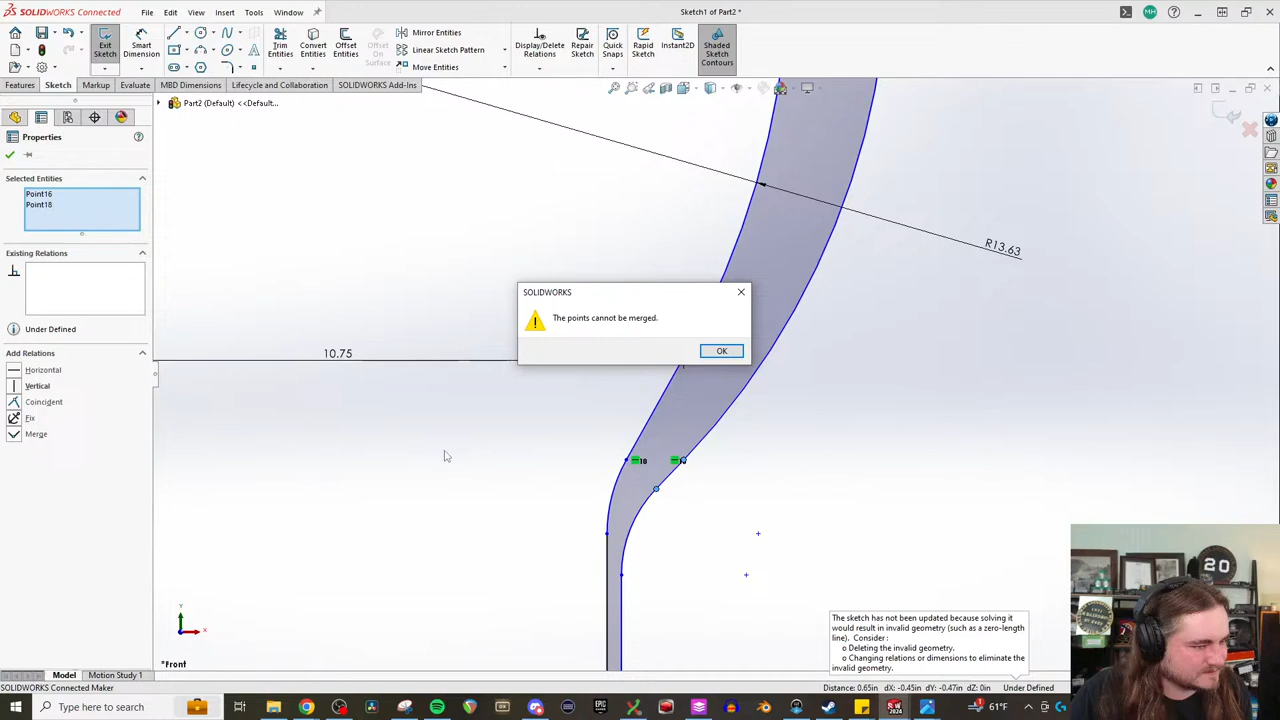 SOLIDWORKS Connected
File Edit View Insert Tools Window
Sketch1 of Part2 *
MH
Exit Sketch
Smart Dimension
Trim Entities
Convert Entities
Offset Entities
Offset On Surface
Mirror Entities
Linear Sketch Pattern
Move Entities
Display/Delete Relations
Repair Sketch
Quick Snaps
Rapid Sketch
Instant2D
Shaded Sketch Contours
Features Sketch Markup Evaluate MBD Dimensions Lifecycle and Collaboration SOLIDWORKS Add-Ins
Part2 (Default) <<Default...
Properties
Selected Entities
Point16
Point18
Existing Relations
Under Defined
Add Relations
Horizontal
Vertical
Coincident
Fix
Merge
R13.63
10.75
SOLIDWORKS
The points cannot be merged.
OK
10
Y
X
*Front
20
The sketch has not been updated because solving it
would result in invalid geometry (such as a zero-length
line). Consider :
o Deleting the invalid geometry.
o Changing relations or dimensions to eliminate the
invalid geometry.
Model Motion Study 1
SOLIDWORKS Connected Maker
Distance: 0.65in dX: -0.45in dY: -0.47in dZ: 0in Under Defined
Type here to search
61°F